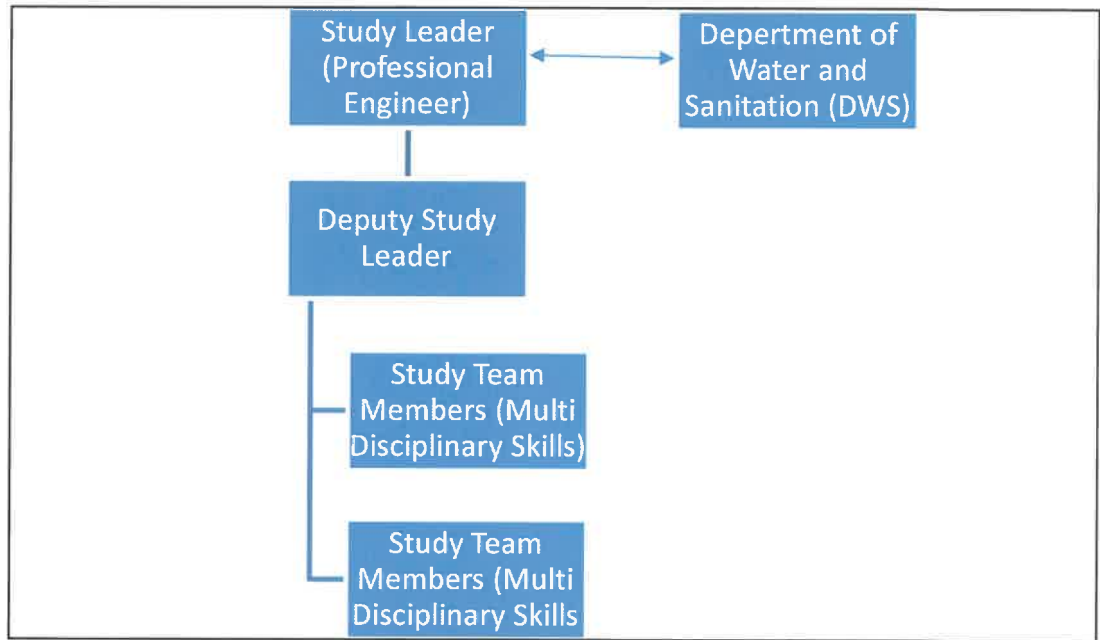 Study Leader
(Professional
Engineer)
Depertment of
Water and
Sanitation (DWS)
Deputy Study
Leader
Study Team
Members (Multi
Disciplinary Skills)
Study Team
Members (Multi
Disciplinary Skills